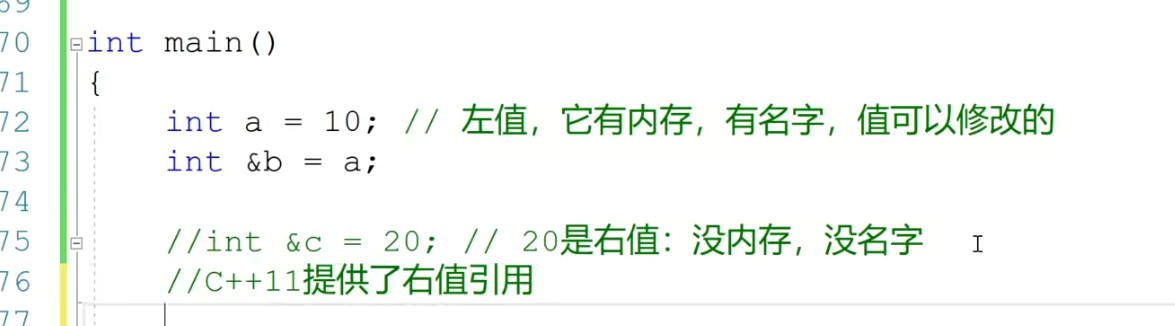 69
70 int main()
71 {
72 int a = 10; // 左值，它有内存，有名字，值可以修改的
73 int &b = a;
74
75 //int &c = 20; // 20是右值：没内存，没名字
76 //C++11提供了右值引用
77